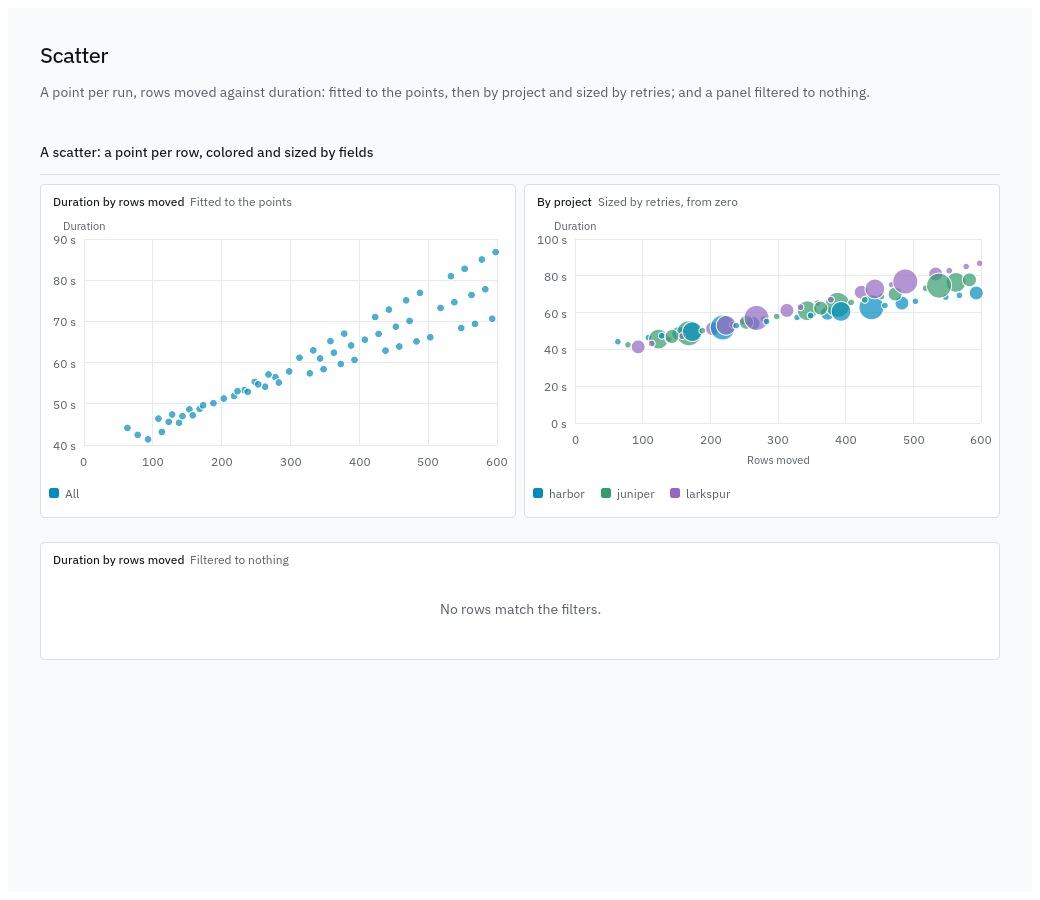 Scatter
A point per run, rows moved against duration: fitted to the points, then by project and sized by retries; and a panel filtered to nothing.
A scatter: a point per row, colored and sized by fields
Duration by rows moved Fitted to the points
Duration
90 s
80 s
70 s
60 s
50 s
40 s
0 100 200 300 400 500 600
All
By project Sized by retries, from zero
Duration
100 s
80 s
60 s
40 s
20 s
0 s
0 100 200 300 400 500 600
Rows moved
harbor juniper larkspur
Duration by rows moved Filtered to nothing
No rows match the filters.